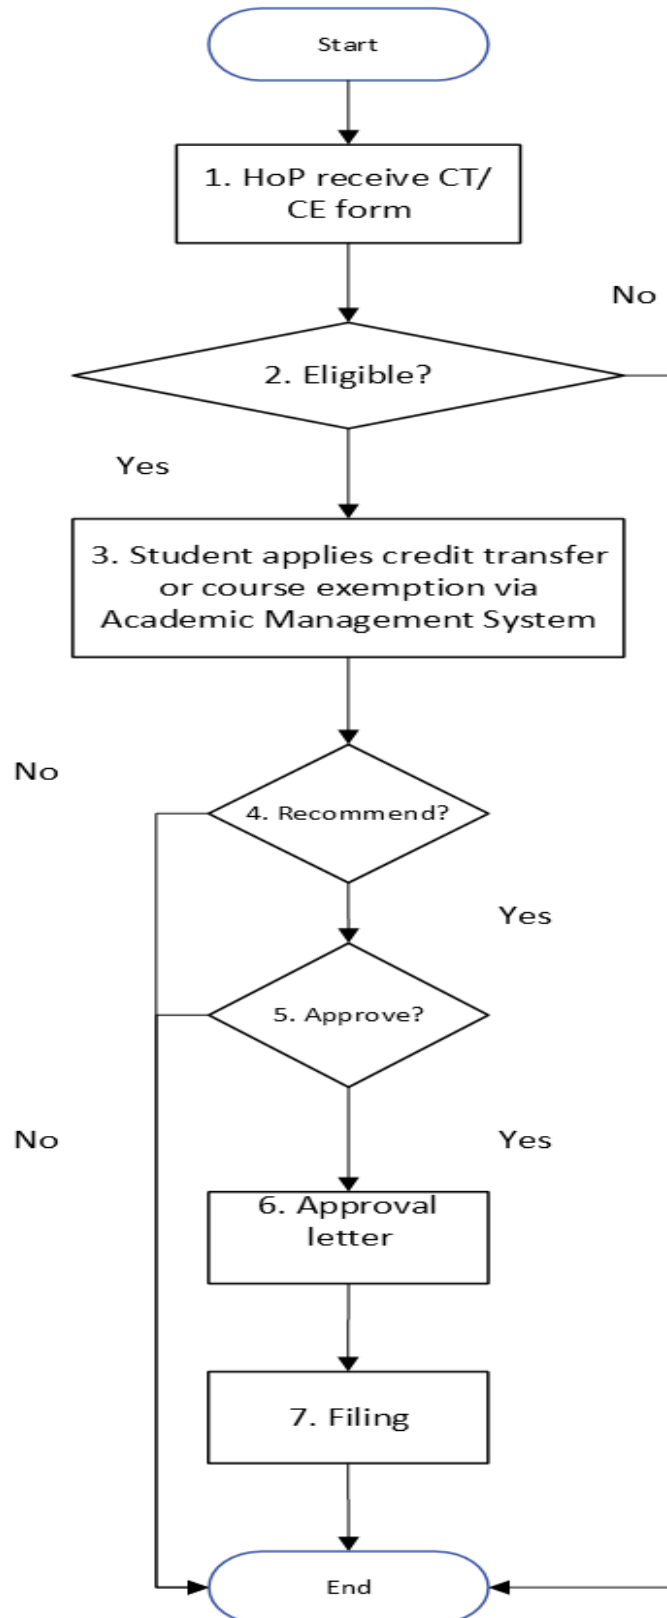 Start
1. HoP receive CT/
CE form
No
2. Eligible?
Yes
3. Student applies credit transfer
or course exemption via
Academic Management System
No
4. Recommend?
Yes
5. Approve?
No
Yes
6. Approval
letter
7. Filing
End